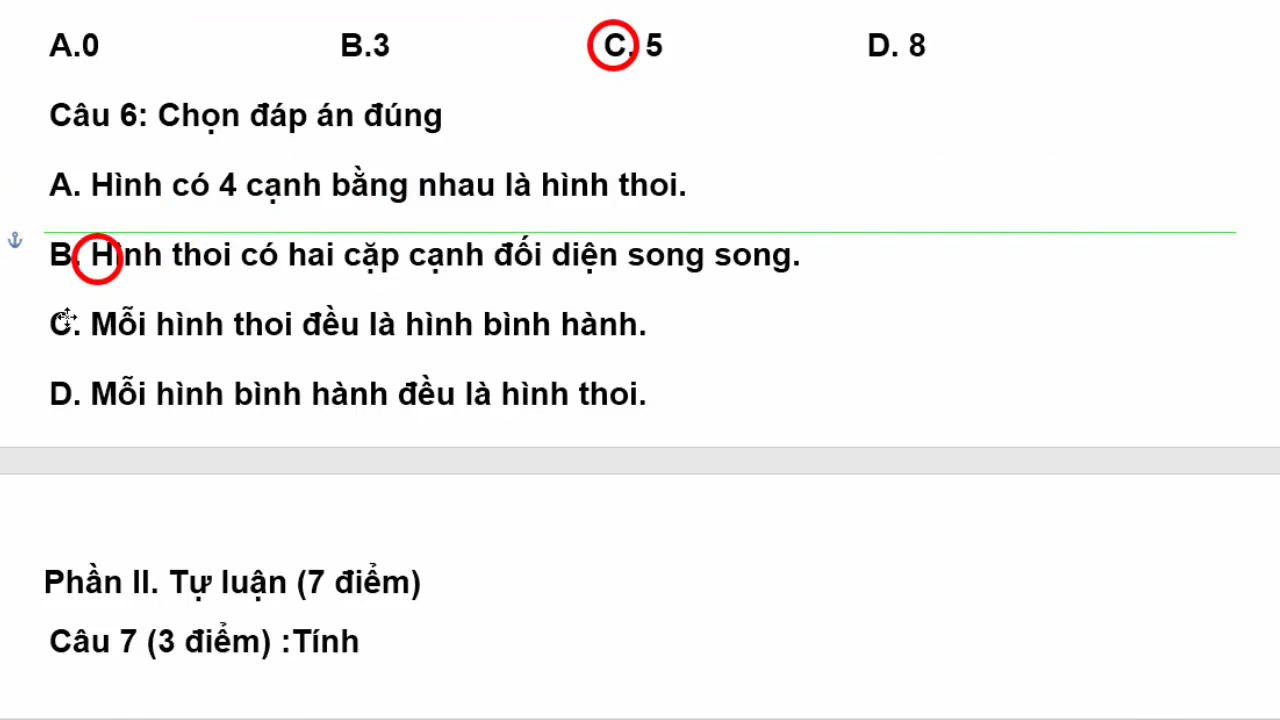 A.0 B.3 C. 5 D. 8
Câu 6: Chọn đáp án đúng
A. Hình có 4 cạnh bằng nhau là hình thoi.
B. Hình thoi có hai cặp cạnh đối diện song song.
C. Mỗi hình thoi đều là hình bình hành.
D. Mỗi hình bình hành đều là hình thoi.
Phần II. Tự luận (7 điểm)
Câu 7 (3 điểm) :Tính